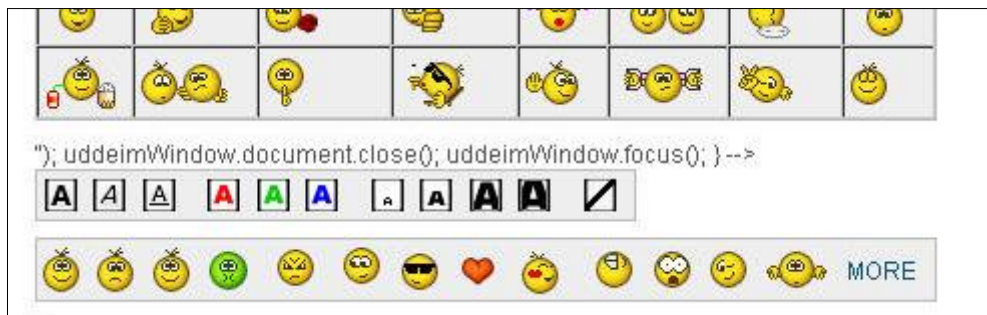 "); uddeimWindow.document.close(); uddeimWindow.focus(); } -->
A A A A A A A A A A
MORE